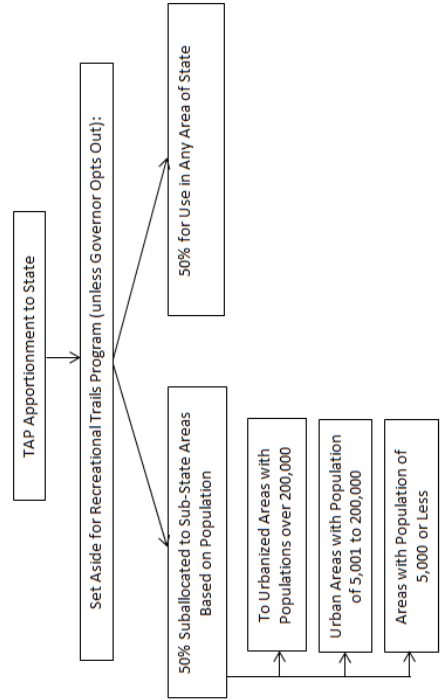 TAP Apportionment to State
Set Aside for Recreational Trails Program (unless Governor Opts Out):
50% Suballocated to Sub-State Areas
Based on Population
50% for Use in Any Area of State
To Urbanized Areas with
Populations over 200,000
Urban Areas with Population
of 5,001 to 200,000
Areas with Population of
5,000 or Less